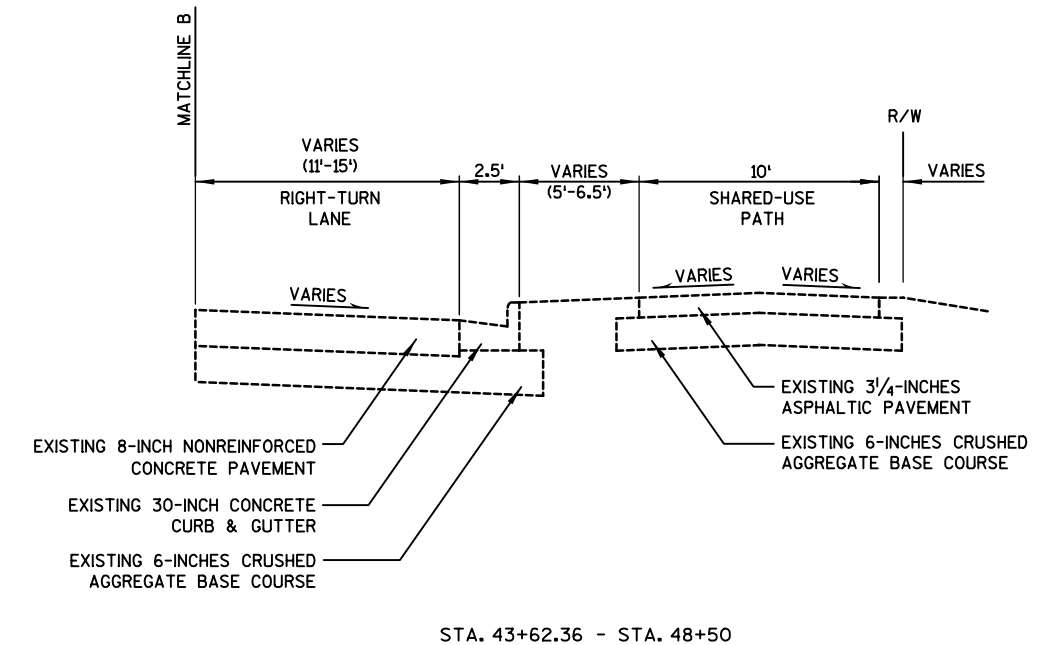 MATCHLINE B
R/W
VARIES
(11'-15')
2.5'
VARIES
(5'-6.5')
10'
VARIES
RIGHT-TURN
LANE
SHARED-USE
PATH
VARIES
VARIES
VARIES
EXISTING 3 1/4-INCHES
ASPHALTIC PAVEMENT
EXISTING 8-INCH NONREINFORCED
CONCRETE PAVEMENT
EXISTING 6-INCHES CRUSHED
AGGREGATE BASE COURSE
EXISTING 30-INCH CONCRETE
CURB & GUTTER
EXISTING 6-INCHES CRUSHED
AGGREGATE BASE COURSE
STA. 43+62.36 - STA. 48+50